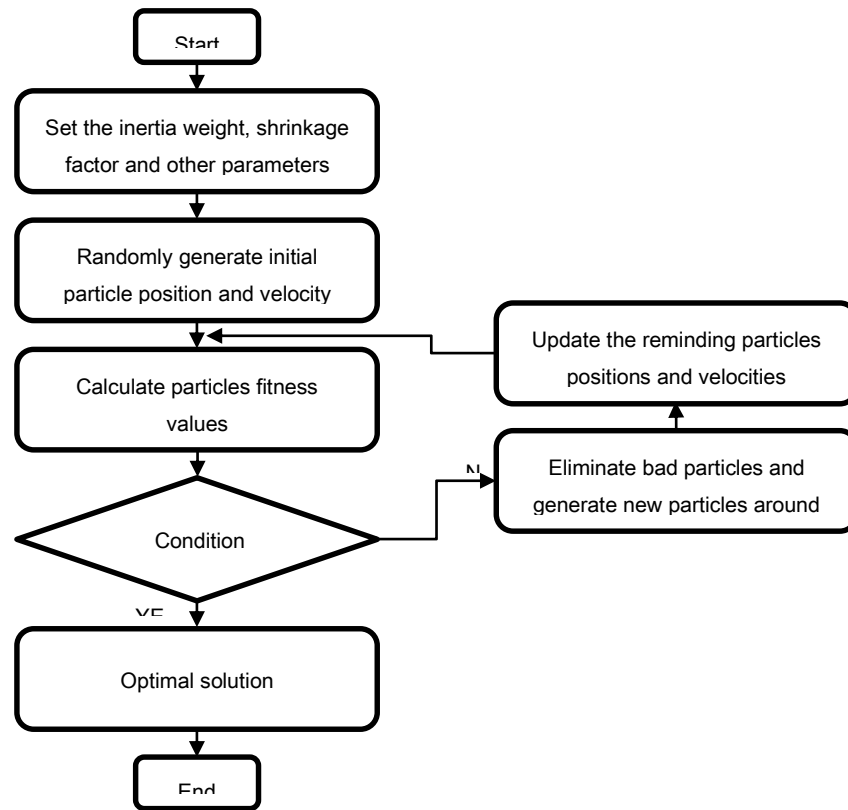 Start
Set the inertia weight, shrinkage
factor and other parameters
Randomly generate initial
particle position and velocity
Calculate particles fitness
values
Condition
Optimal solution
End
Update the reminding particles
positions and velocities
Eliminate bad particles and
generate new particles around